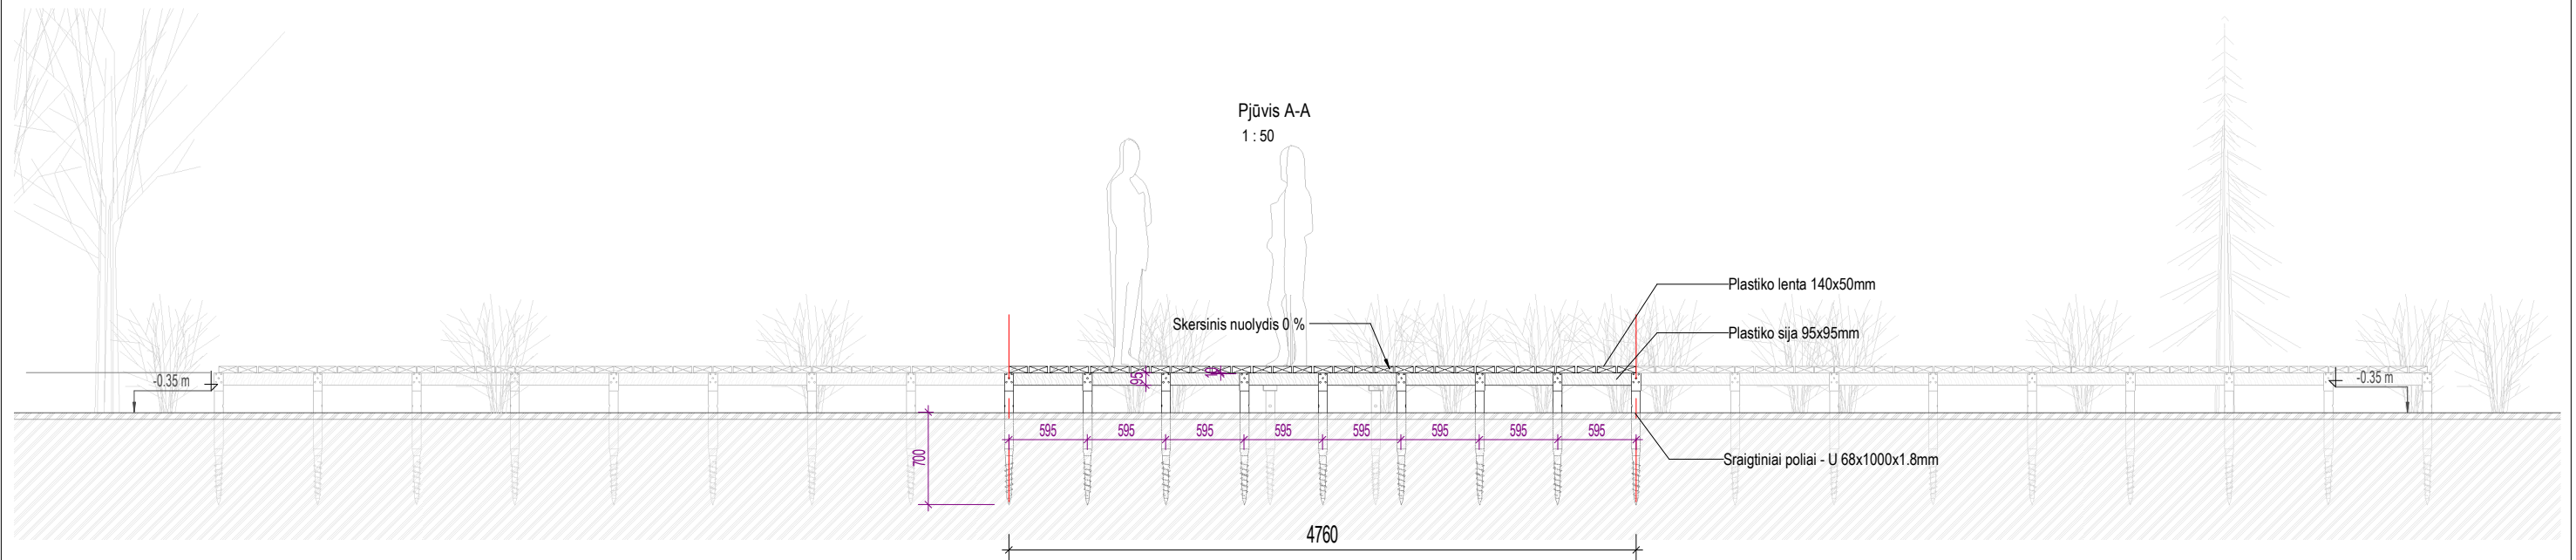 Pjūvis A-A
1 : 50
Plastiko lenta 140x50mm
Skersinis nuolydis 0 %
Plastiko sija 95x95mm
-0.35 m
95
-0.35 m
595
595
595
595
595
595
595
595
700
Sraigtiniai poliai - U 68x1000x1.8mm
4760